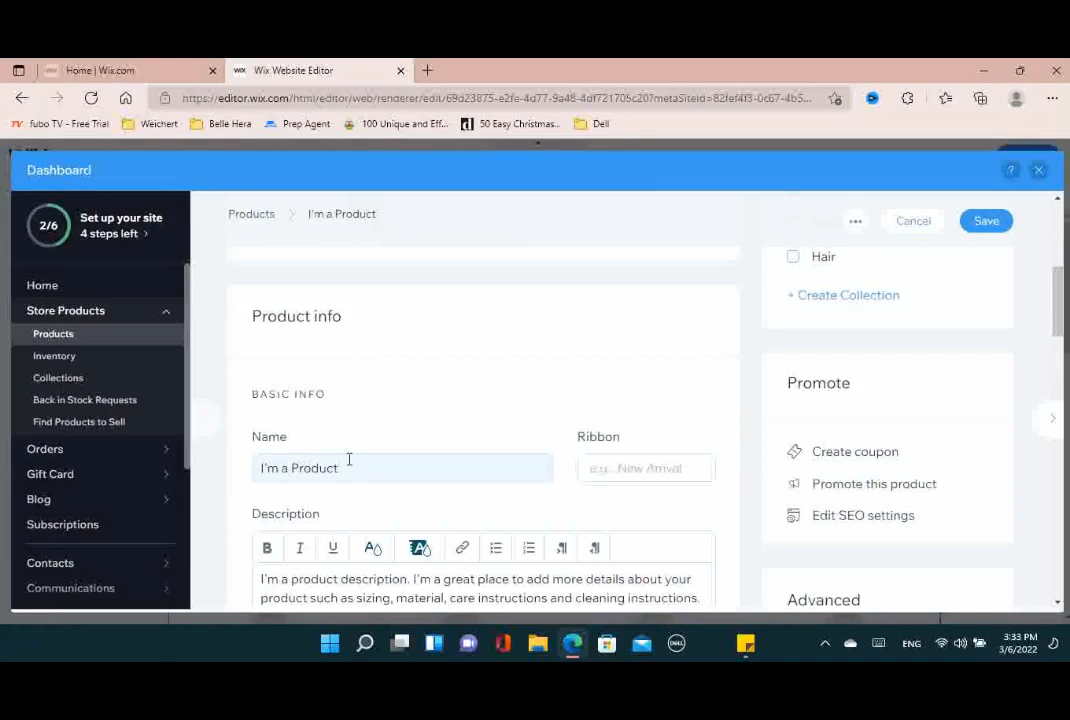 Home | Wix.com
WIX Wix Website Editor
https://editor.wix.com/html/editor/web/renderer/edit/69d23875-e2fe-4d77-9a48-4df721705c20?metaSiteId=82fef4f3-0c67-4b5...
fubo TV - Free Trial
Weichert
Belle Hera
Prep Agent
100 Unique and Eff...
50 Easy Christmas...
Dell
Dashboard
?
2/6
Set up your site
4 steps left
Home
Store Products
Products
Inventory
Collections
Back in Stock Requests
Find Products to Sell
Orders
Gift Card
Blog
Subscriptions
Contacts
Communications
Products
I'm a Product
Cancel
Save
Product info
BASIC INFO
Name
I'm a Product
Ribbon
e.g., New Arrival
Description
B I U A A
I'm a product description. I'm a great place to add more details about your
product such as sizing, material, care instructions and cleaning instructions.
Hair
+ Create Collection
Promote
Create coupon
Promote this product
Edit SEO settings
Advanced
DELL
ENG
3:33 PM
3/6/2022